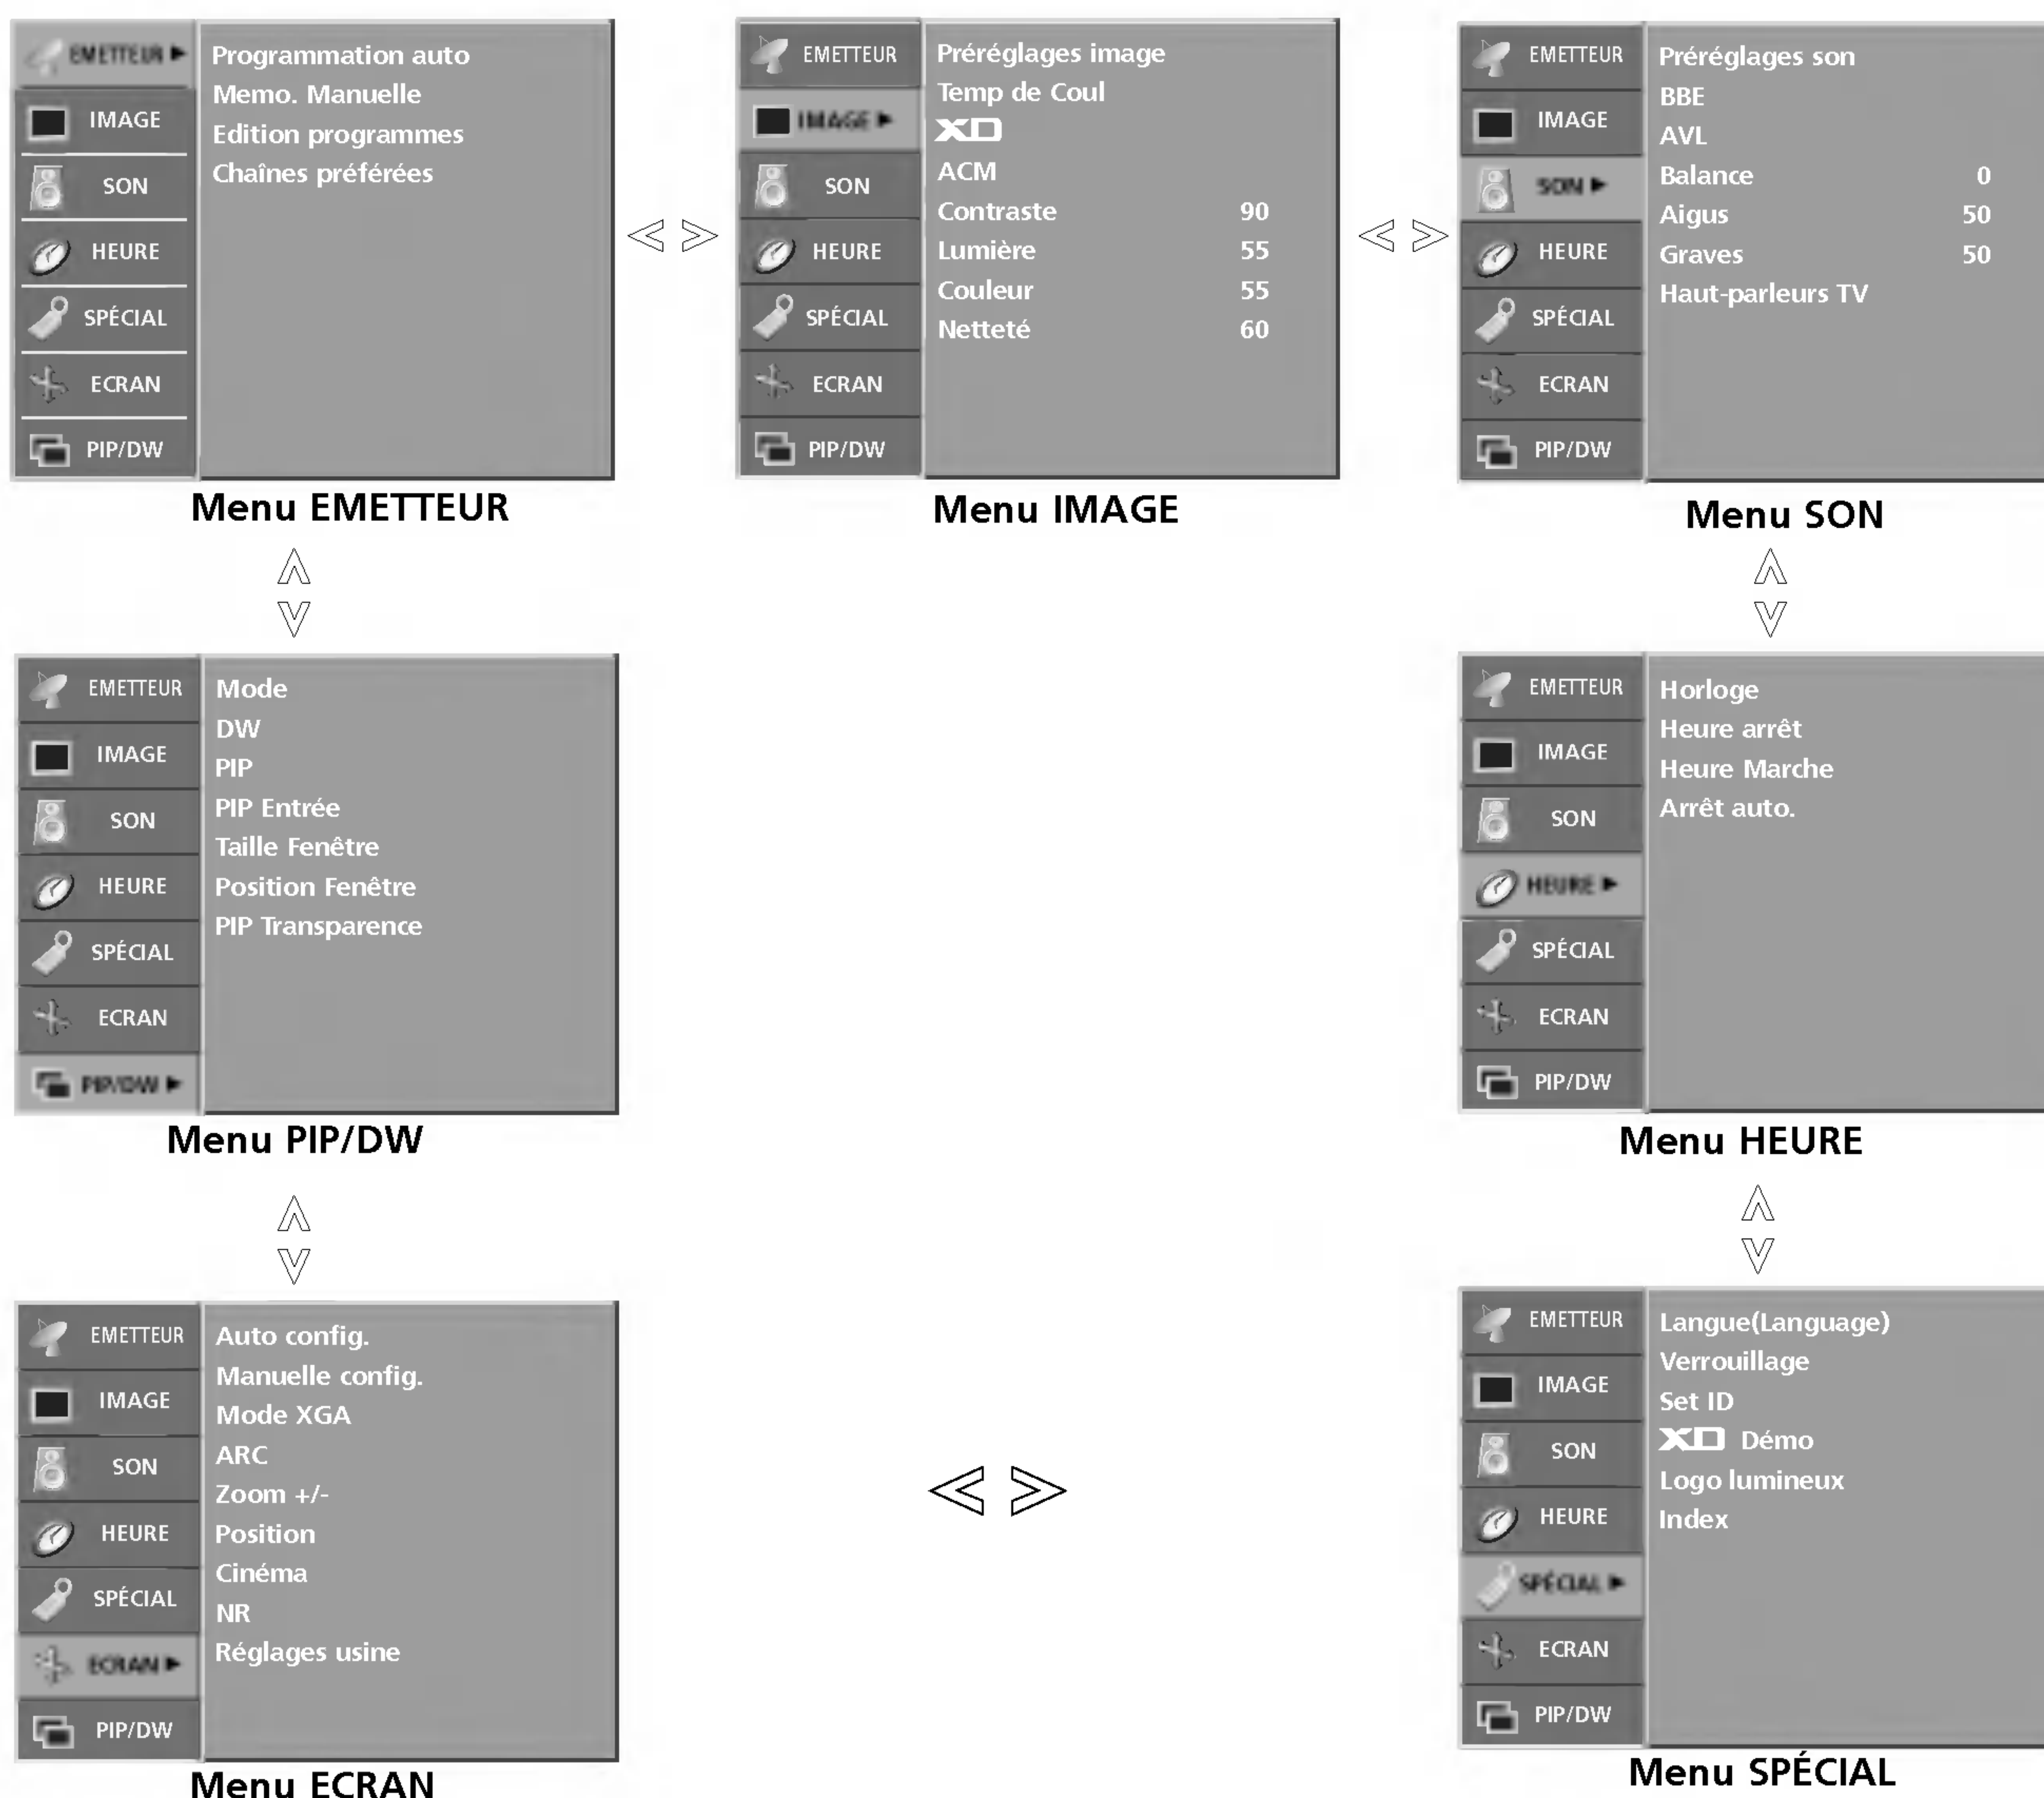 EMETTEUR
IMAGE
SON
HEURE
SPÉCIAL
ECRAN
PIP/DW
Programmation auto
Memo. Manuelle
Edition programmes
Chaînes préférées
Menu EMETTEUR
EMETTEUR
IMAGE
SON
HEURE
SPÉCIAL
ECRAN
PIP/DW
Préréglages image
Temp de Coul
XD
ACM
Contraste 90
Lumière 55
Couleur 55
Netteté 60
Menu IMAGE
EMETTEUR
IMAGE
SON
HEURE
SPÉCIAL
ECRAN
PIP/DW
Préréglages son
BBE
AVL
Balance 0
Aigus 50
Graves 50
Haut-parleurs TV
Menu SON
EMETTEUR
IMAGE
SON
HEURE
SPÉCIAL
ECRAN
PIP/DW
Mode
DW
PIP
PIP Entrée
Taille Fenêtre
Position Fenêtre
PIP Transparence
Menu PIP/DW
EMETTEUR
IMAGE
SON
HEURE
SPÉCIAL
ECRAN
PIP/DW
Horloge
Heure arrêt
Heure Marche
Arrêt auto.
Menu HEURE
EMETTEUR
IMAGE
SON
HEURE
SPÉCIAL
ECRAN
PIP/DW
Auto config.
Manuelle config.
Mode XGA
ARC
Zoom +/-
Position
Cinéma
NR
Réglages usine
Menu ECRAN
EMETTEUR
IMAGE
SON
HEURE
SPÉCIAL
ECRAN
PIP/DW
Langue(Language)
Verrouillage
Set ID
XD Démo
Logo lumineux
Index
Menu SPÉCIAL